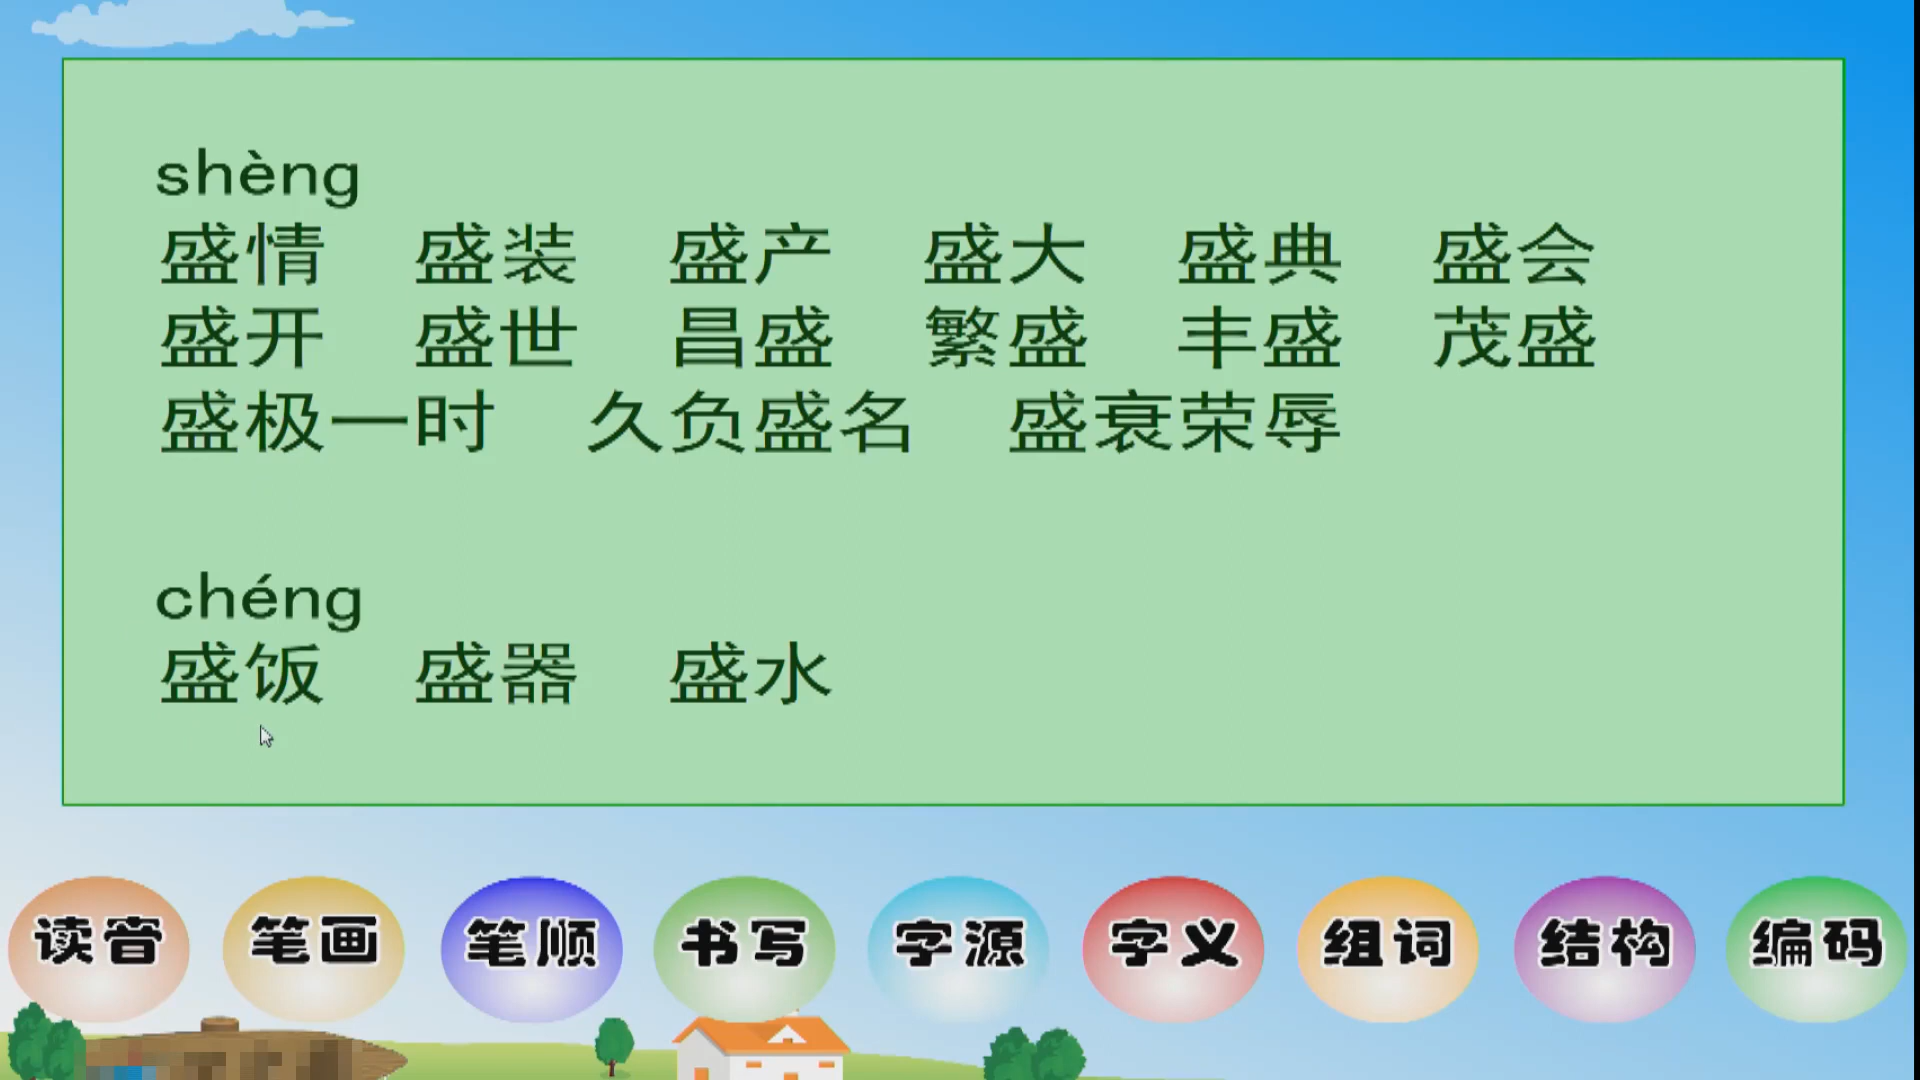 shèng
盛情 盛装 盛产 盛大 盛典 盛会
盛开 盛世 昌盛 繁盛 丰盛 茂盛
盛极一时 久负盛名 盛衰荣辱
chéng
盛饭 盛器 盛水
读音 笔画 笔顺 书写 字源 字义 组词 结构 编码